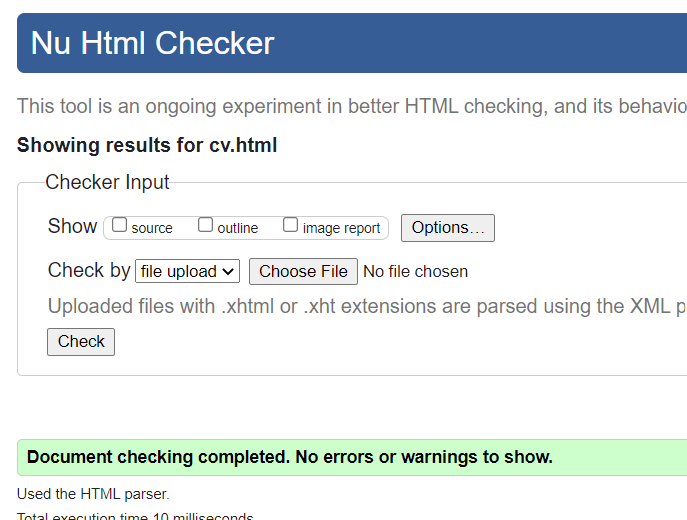 Nu Html Checker
This tool is an ongoing experiment in better HTML checking, and its behavio
Showing results for cv.html
Checker Input
Show source outline image report Options...
Check by file upload Choose File No file chosen
Uploaded files with .xhtml or .xht extensions are parsed using the XML p
Check
Document checking completed. No errors or warnings to show.
Used the HTML parser.
Total execution time 10 milliseconds.